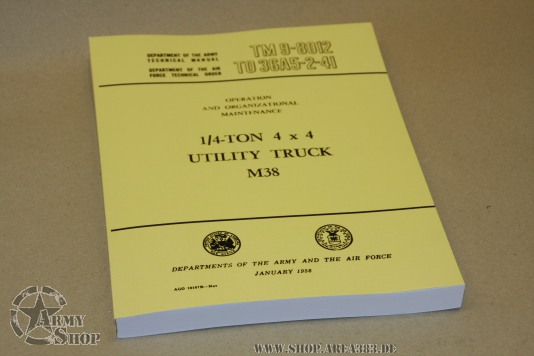 DEPARTMENT OF THE ARMY
TECHNICAL MANUAL
DEPARTMENT OF THE AIR
FORCE TECHNICAL ORDER
TM 9-8012
TO 36A5-2-41
OPERATION
AND ORGANIZATIONAL
MAINTENANCE
1/4-TON 4 x 4
UTILITY TRUCK
M38
DEPARTMENTS OF THE ARMY AND THE AIR FORCE
JANUARY 1956
ARMY
SHOP
WWW.SHOP.AREA383.DE